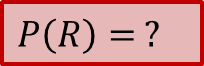 P(R) = ?